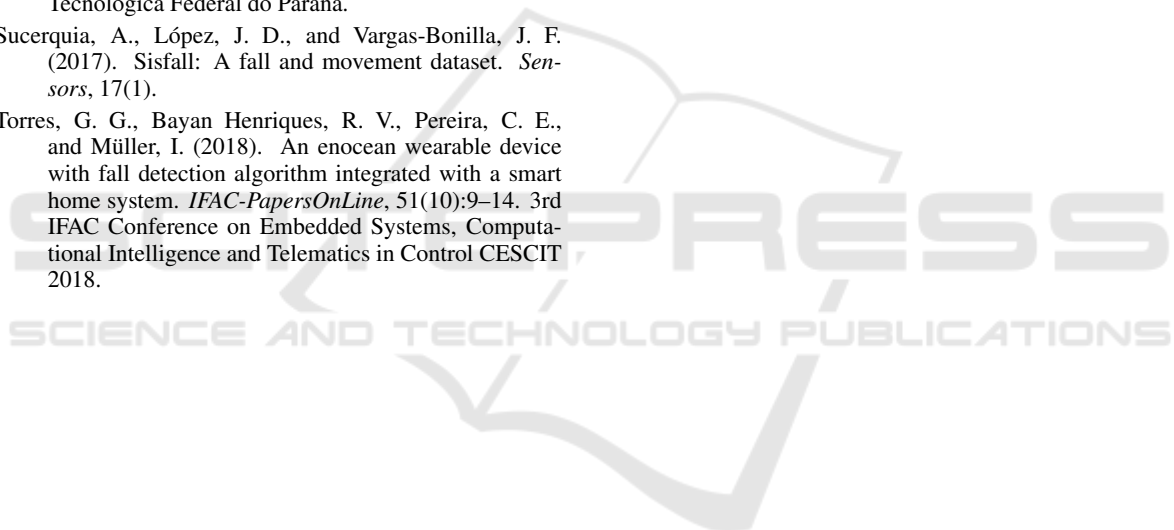 Tecnológica Federal do Paraná.
Sucerquia, A., López, J. D., and Vargas-Bonilla, J. F.
(2017). Sisfall: A fall and movement dataset. Sen-
sors, 17(1).
Torres, G. G., Bayan Henriques, R. V., Pereira, C. E.,
and Müller, I. (2018). An enocean wearable device
with fall detection algorithm integrated with a smart
home system. IFAC-PapersOnLine, 51(10):9–14. 3rd
IFAC Conference on Embedded Systems, Computa-
tional Intelligence and Telematics in Control CESCIT
2018.
SCITEPRESS
SCIENCE AND TECHNOLOGY PUBLICATIONS